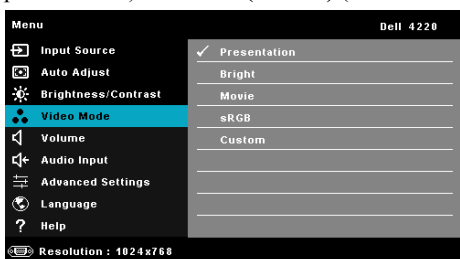 Menu Dell 4220
Input Source ✓ Presentation
Auto Adjust Bright
Brightness/Contrast Movie
Video Mode sRGB
Volume Custom
Audio Input
Advanced Settings
Language
? Help
Resolution : 1024x768